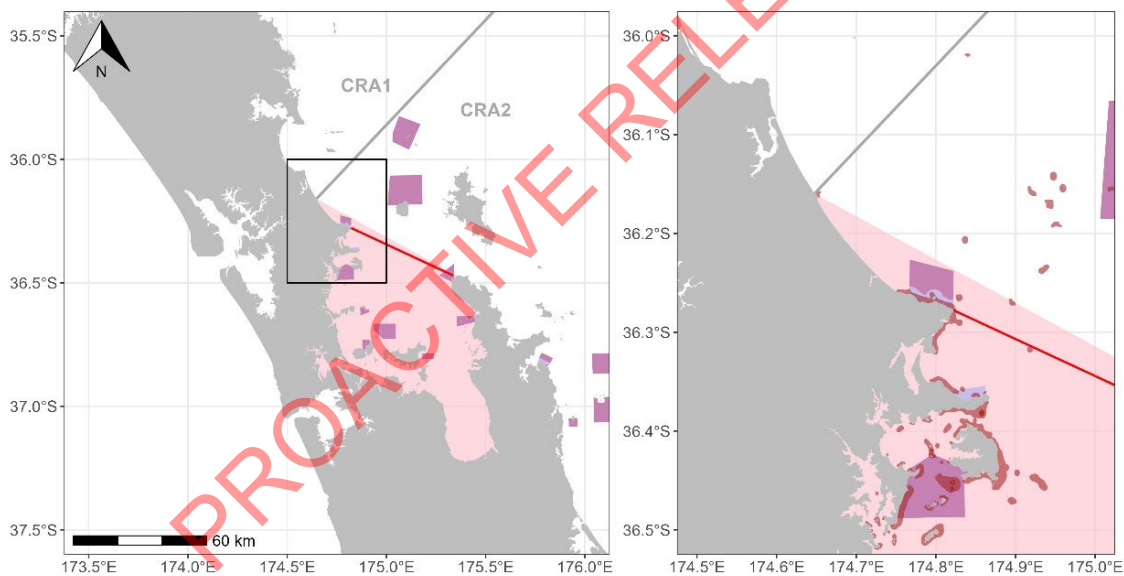 35.5°S
36.0°S
36.5°S
37.0°S
37.5°S
N
CRA1
CRA2
60 km
173.5°E 174.0°E 174.5°E 175.0°E 175.5°E 176.0°E
36.0°S
36.1°S
36.2°S
36.3°S
36.4°S
36.5°S
174.5°E 174.6°E 174.7°E 174.8°E 174.9°E 175.0°E
PROACTIVE RELE